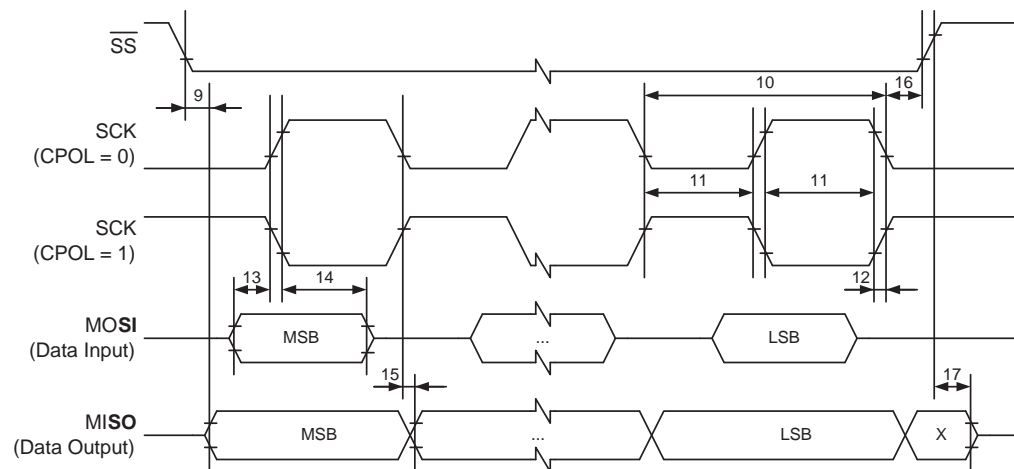 SS
10
16
9
SCK
(CPOL = 0)
11
11
SCK
(CPOL = 1)
13
14
12
MOSI
(Data Input)
MSB
...
LSB
15
17
MISO
(Data Output)
MSB
...
LSB
X